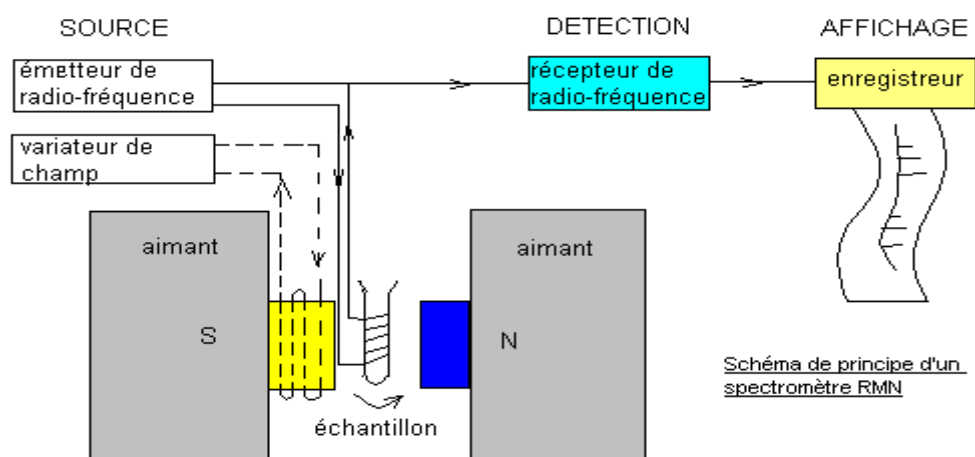 SOURCE
DETECTION
AFFICHAGE
émetteur de
radio-fréquence
récepteur de
radio-fréquence
enregistreur
variateur de
champ
aimant
aimant
S
N
échantillon
Schéma de principe d'un
spectromètre RMN